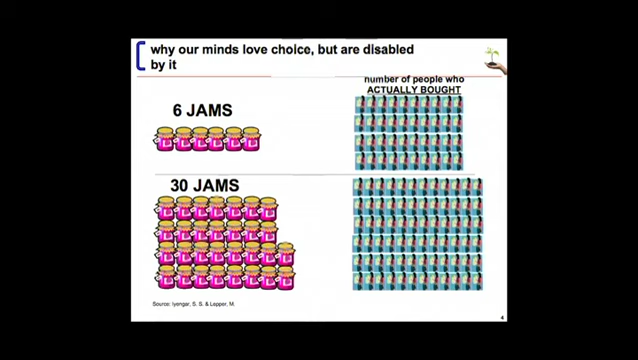 why our minds love choice, but are disabled
by it
number of people who
ACTUALLY BOUGHT
6 JAMS
30 JAMS
Source: Iyengar, S. S. & Lepper, M.
4